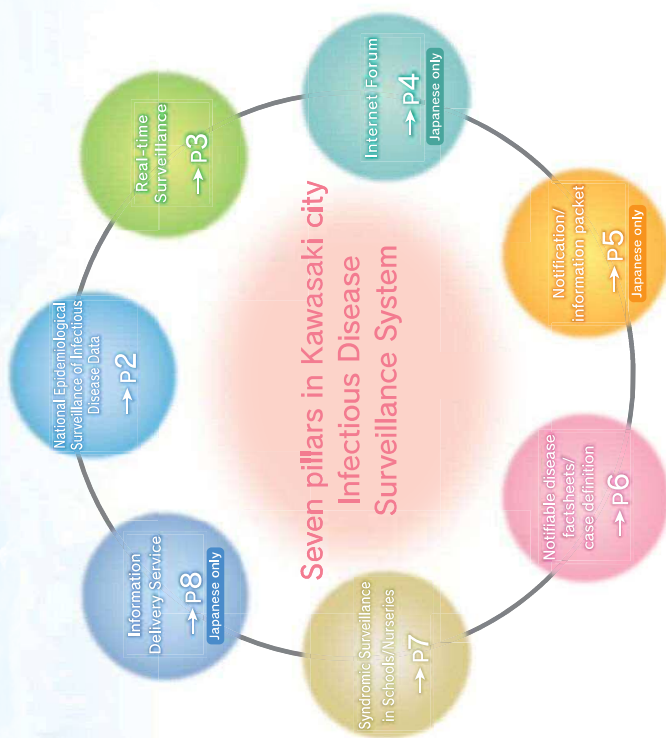 Seven pillars in Kawasaki city
Infectious Disease
Surveillance System
National Epidemiological
Surveillance of Infectious
Disease Data
→P2
Real-time
Surveillance
→P3
Internet Forum
→P4
Japanese only
Notification/
information packet
→P5
Japanese only
Notifiable disease
factsheets/
case definition
→P6
Syndromic Surveillance
in Schools/Nurseries
→P7
Information
Delivery Service
→P8
Japanese only